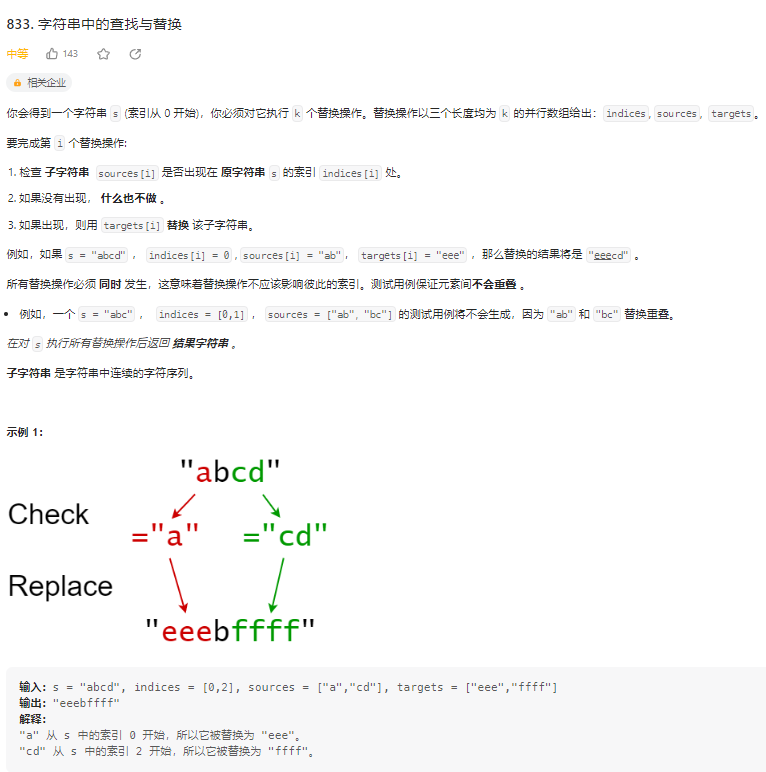 833. 字符串中的查找与替换
中等 143
相关企业
你会得到一个字符串 s (索引从 0 开始)，你必须对它执行 k 个替换操作。替换操作以三个长度均为 k 的并行数组给出：indices, sources, targets。
要完成第 i 个替换操作:
1. 检查 子字符串 sources[i] 是否出现在 原字符串 s 的索引 indices[i] 处。
2. 如果没有出现， 什么也不做 。
3. 如果出现，则用 targets[i] 替换 该子字符串。
例如，如果 s = "abcd" ， indices[i] = 0 , sources[i] = "ab"， targets[i] = "eee" ，那么替换的结果将是 "eeecd" 。
所有替换操作必须 同时 发生，这意味着替换操作不应该影响彼此的索引。测试用例保证元素间不会重叠 。
• 例如，一个 s = "abc" ， indices = [0,1] ， sources = ["ab"，"bc"] 的测试用例将不会生成，因为 "ab" 和 "bc" 替换重叠。
在对 s 执行所有替换操作后返回 结果字符串 。
子字符串 是字符串中连续的字符序列。
示例 1：
"abcd"
Check
="a" ="cd"
Replace
"eeebffff"
输入：s = "abcd", indices = [0,2], sources = ["a","cd"], targets = ["eee","ffff"]
输出："eeebffff"
解释：
"a" 从 s 中的索引 0 开始，所以它被替换为 "eee"。
"cd" 从 s 中的索引 2 开始，所以它被替换为 "ffff"。